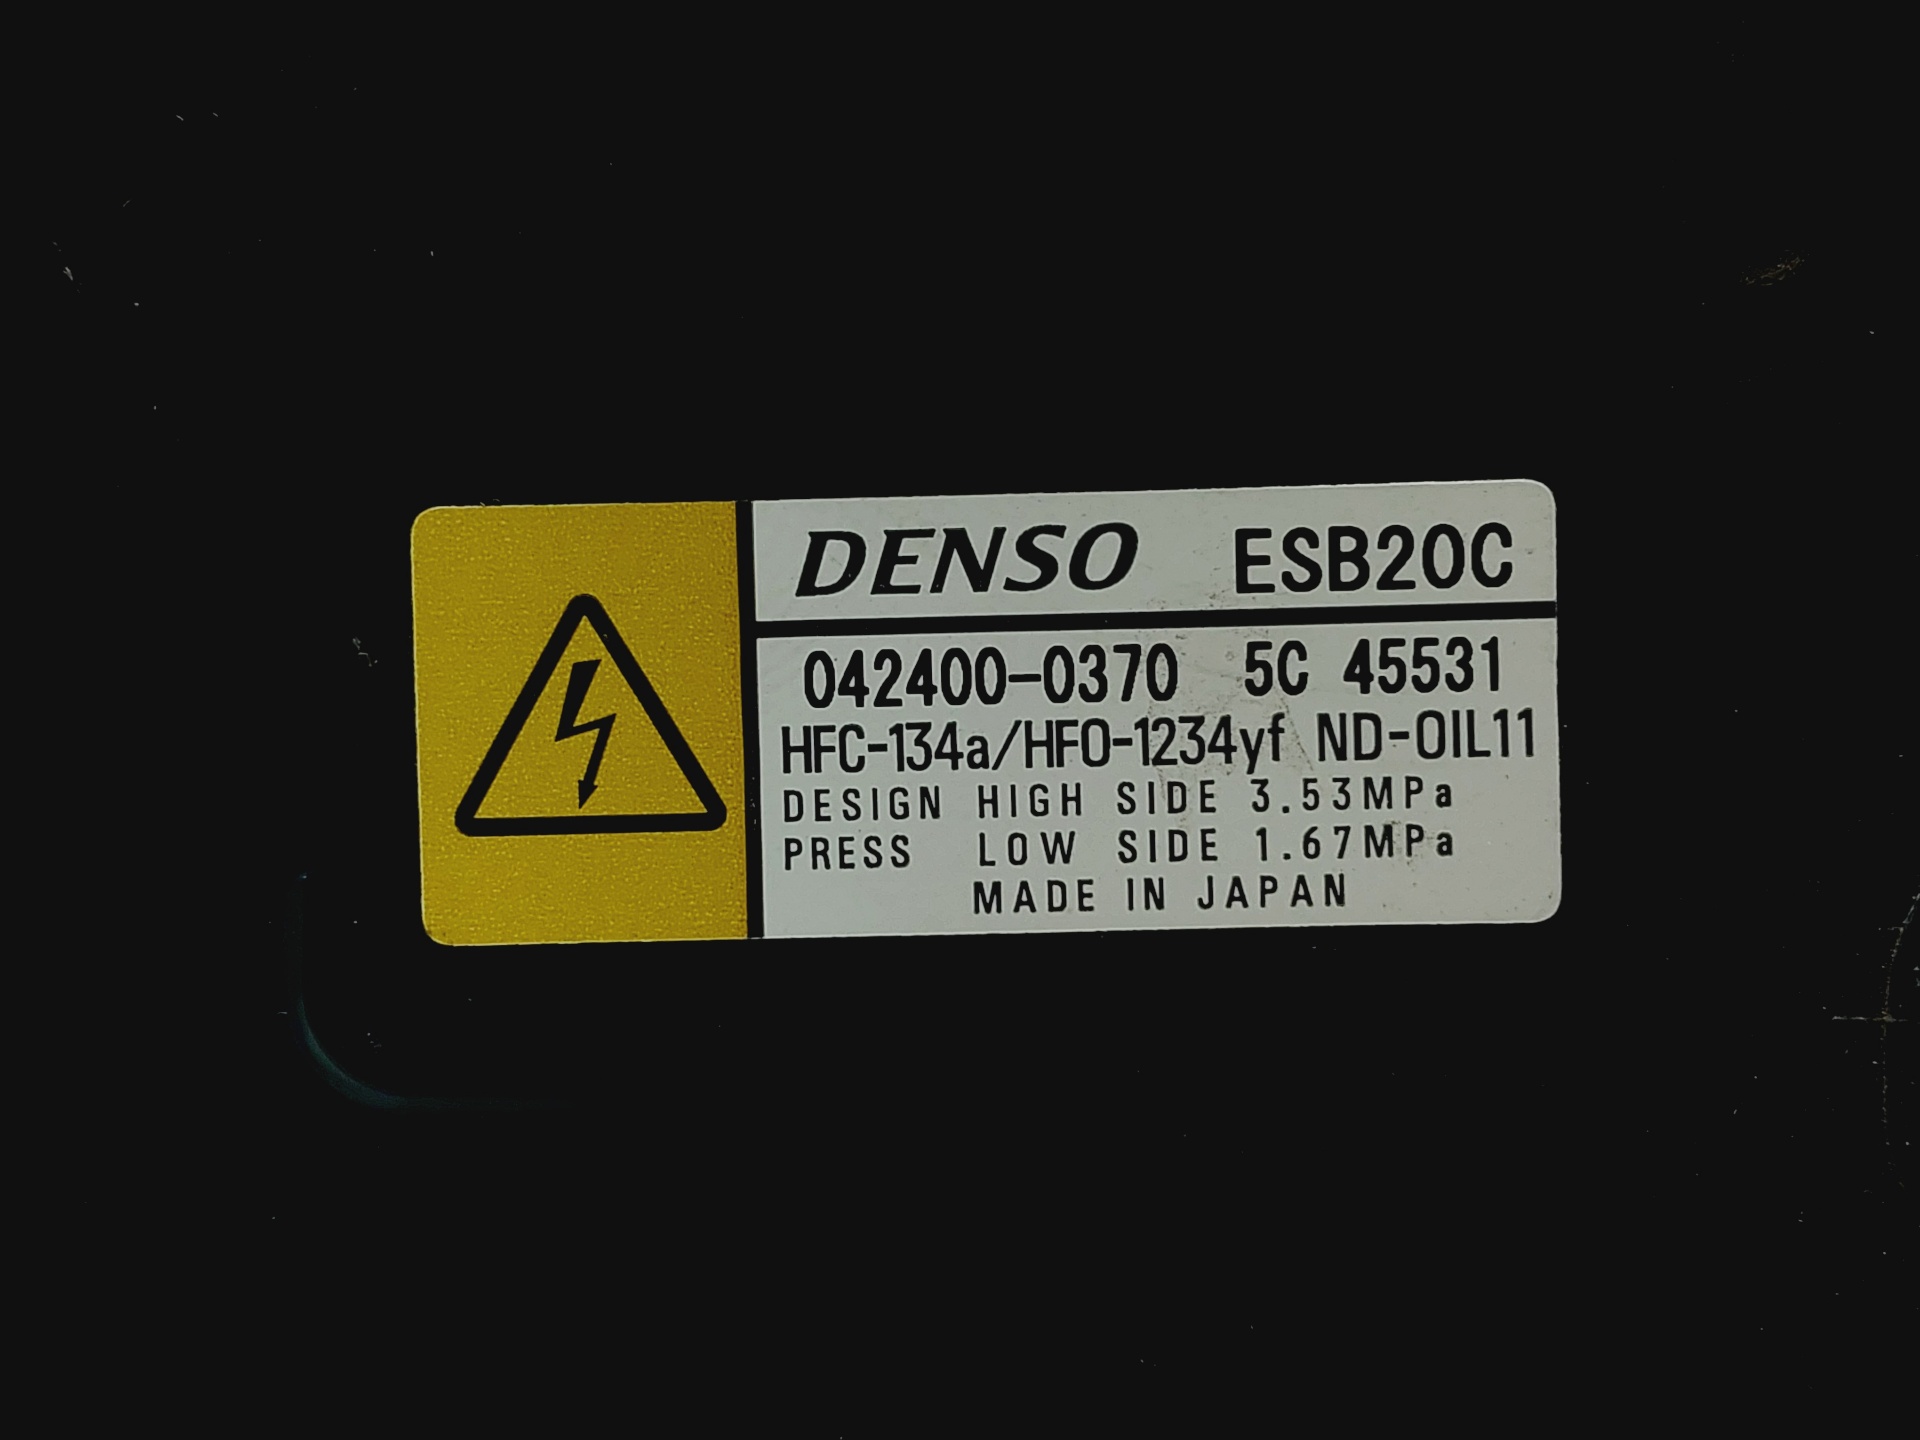 DENSO ESB20C
042400-0370 5C 45531
HFC-134a/HFO-1234yf ND-OIL11
DESIGN HIGH SIDE 3.53MPa
PRESS LOW SIDE 1.67MPa
MADE IN JAPAN